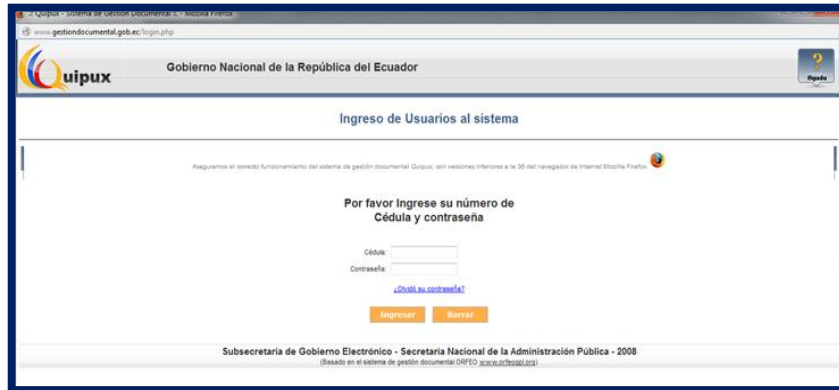 .: Quipux - Sistema de Gestión Documental :. - Mozilla Firefox
www.gestiondocumental.gob.ec/login.php
Quipux
Gobierno Nacional de la República del Ecuador
?
Ayuda
Ingreso de Usuarios al sistema
Aseguramos el correcto funcionamiento del sistema de gestión documental Quipux, con versiones inferiores a la 36 del navegador de Internet Mozilla Firefox
Por favor Ingrese su número de
Cédula y contraseña
Cédula:
Contraseña:
¿Olvidó su contraseña?
Ingresar Borrar
Subsecretaría de Gobierno Electrónico - Secretaría Nacional de la Administración Pública - 2008
(Basado en el sistema de gestión documental ORFEO www.orfeogpl.org)